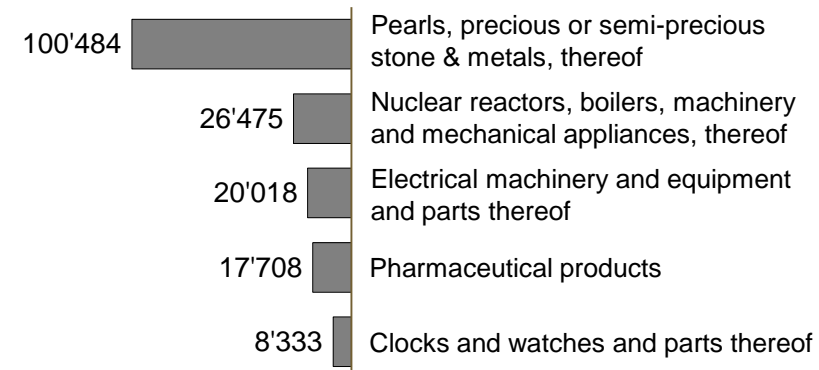 100'484
Pearls, precious or semi-precious
stone & metals, thereof
26'475
Nuclear reactors, boilers, machinery
and mechanical appliances, thereof
20'018
Electrical machinery and equipment
and parts thereof
17'708
Pharmaceutical products
8'333
Clocks and watches and parts thereof